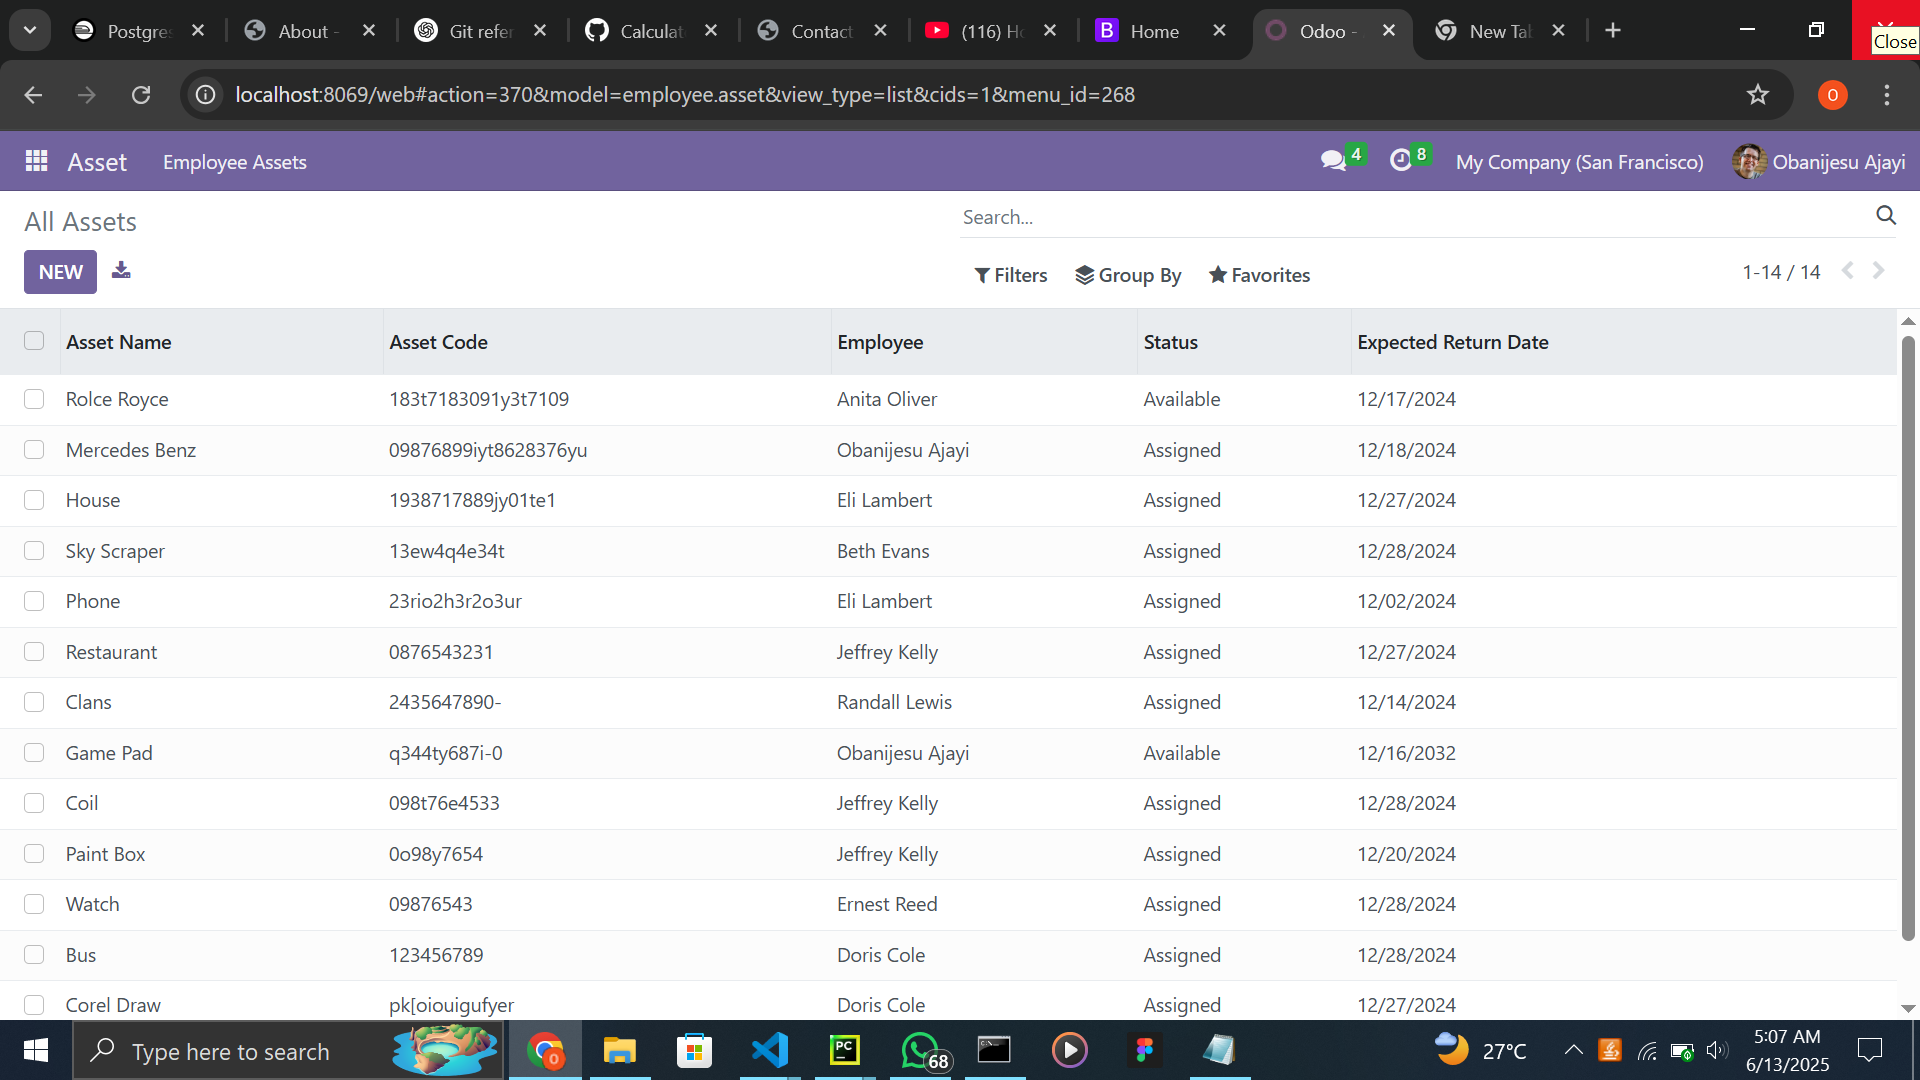 Postgres
About -
Git refer
Calculat
Contact
(116) Ho
Home
Odoo -
New Tab
Close
localhost:8069/web#action=370&model=employee.asset&view_type=list&cids=1&menu_id=268
O
Asset
Employee Assets
4
8
My Company (San Francisco)
Obanijesu Ajayi
All Assets
Search...
NEW
Filters
Group By
Favorites
1-14 / 14
Asset Name Asset Code Employee Status Expected Return Date
Rolce Royce 183t7183091y3t7109 Anita Oliver Available 12/17/2024
Mercedes Benz 09876899iyt8628376yu Obanijesu Ajayi Assigned 12/18/2024
House 1938717889jy01te1 Eli Lambert Assigned 12/27/2024
Sky Scraper 13ew4q4e34t Beth Evans Assigned 12/28/2024
Phone 23rio2h3r2o3ur Eli Lambert Assigned 12/02/2024
Restaurant 0876543231 Jeffrey Kelly Assigned 12/27/2024
Clans 2435647890- Randall Lewis Assigned 12/14/2024
Game Pad q344ty687i-0 Obanijesu Ajayi Available 12/16/2032
Coil 098t76e4533 Jeffrey Kelly Assigned 12/28/2024
Paint Box 0o98y7654 Jeffrey Kelly Assigned 12/20/2024
Watch 09876543 Ernest Reed Assigned 12/28/2024
Bus 123456789 Doris Cole Assigned 12/28/2024
Corel Draw pk[oiouigufyer Doris Cole Assigned 12/27/2024
Type here to search
0
PC
68
27°C
5:07 AM
6/13/2025